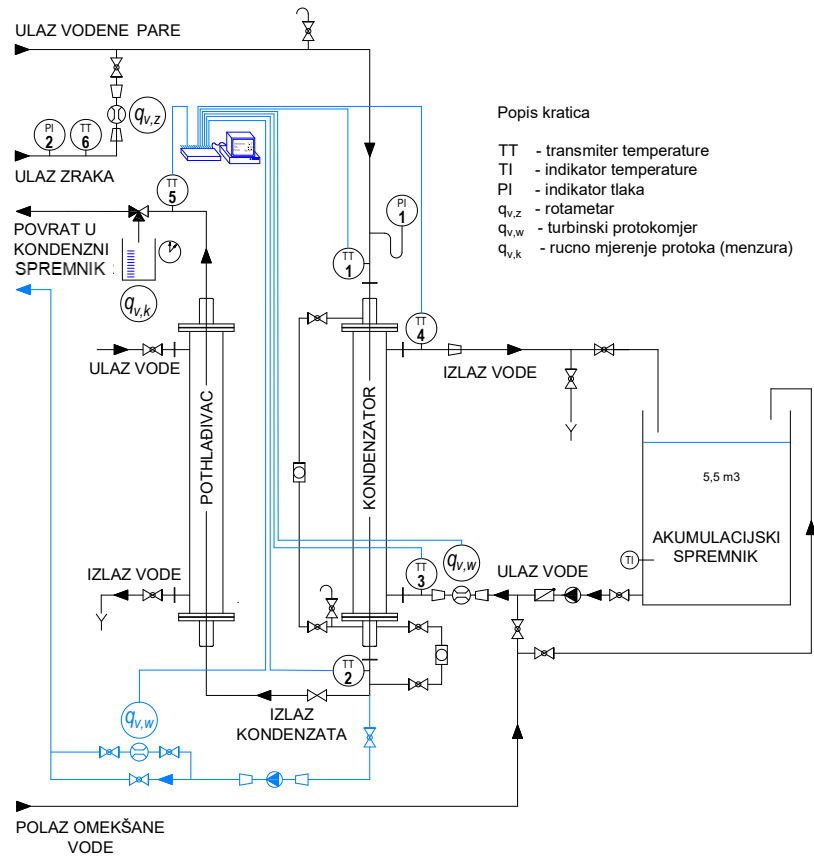 ULAZ VODENE PARE
PI
2
TT
6
qv,z
ULAZ ZRAKA
TT
5
PI
1
TT
1
POVRAT U
KONDENZNI
SPREMNIK
qv,k
Popis kratica
TT - transmiter temperature
TI - indikator temperature
PI - indikator tlaka
qv,z - rotametar
qv,w - turbinski protokomjer
qv,k - rucno mjerenje protoka (menzura)
TT
4
ULAZ VODE
IZLAZ VODE
POTHLAĐIVAC
KONDENZATOR
5,5 m3
AKUMULACIJSKI
SPREMNIK
TI
IZLAZ VODE
TT
3
qv,w
ULAZ VODE
TT
2
qv,w
IZLAZ
KONDENZATA
POLAZ OMEKŠANE
VODE